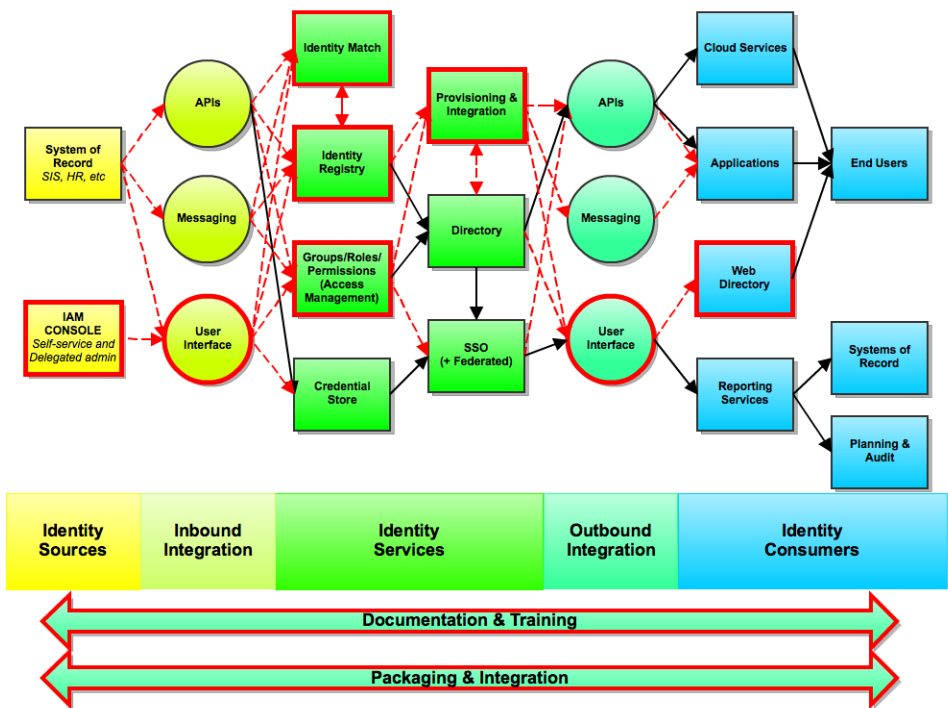 Identity Match
Cloud Services
APIs
Provisioning &
Integration
APIs
System of
Record
SIS, HR, etc
Identity
Registry
Applications
End Users
Messaging
Directory
Messaging
Groups/Roles/
Permissions
(Access
Management)
Web
Directory
IAM
CONSOLE
Self-service and
Delegated admin
User
Interface
SSO
(+ Federated)
User
Interface
Systems of
Record
Credential
Store
Reporting
Services
Planning &
Audit
Identity
Sources
Inbound
Integration
Identity
Services
Outbound
Integration
Identity
Consumers
Documentation & Training
Packaging & Integration